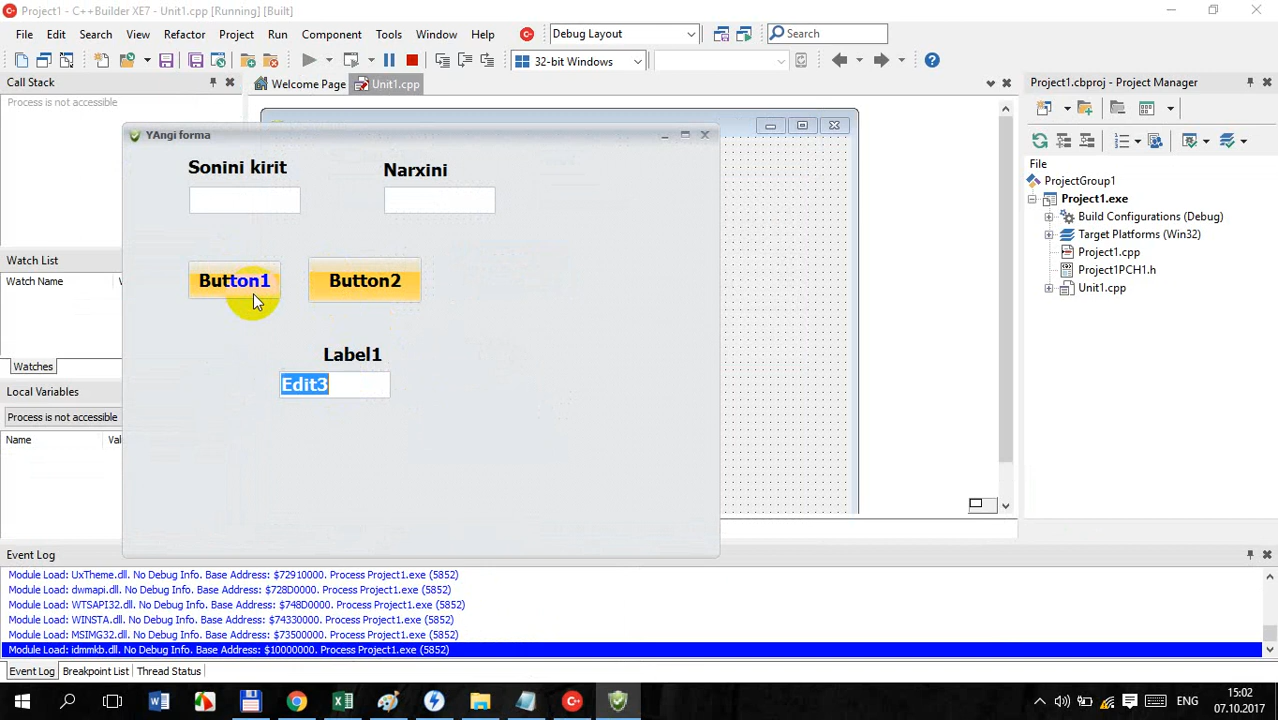 Project1 - C++Builder XE7 - Unit1.cpp [Running] [Built]
File Edit Search View Refactor Project Run Component Tools Window Help Debug Layout Search
32-bit Windows
Call Stack
Process is not accessible
Welcome Page Unit1.cpp
Project1.cbproj - Project Manager
YAngi forma
Sonini kirit Narxini
Button1 Button2
Label1
Edit3
File
ProjectGroup1
Project1.exe
Build Configurations (Debug)
Target Platforms (Win32)
Project1.cpp
Project1PCH1.h
Unit1.cpp
Watch List
Watch Name
Watches
Local Variables
Process is not accessible
Name Val
Event Log
Module Load: UxTheme.dll. No Debug Info. Base Address: $72910000. Process Project1.exe (5852)
Module Load: dwmapi.dll. No Debug Info. Base Address: $728D0000. Process Project1.exe (5852)
Module Load: WTSAPI32.dll. No Debug Info. Base Address: $748D0000. Process Project1.exe (5852)
Module Load: WINSTA.dll. No Debug Info. Base Address: $74330000. Process Project1.exe (5852)
Module Load: MSIMG32.dll. No Debug Info. Base Address: $73500000. Process Project1.exe (5852)
Module Load: idmmkb.dll. No Debug Info. Base Address: $10000000. Process Project1.exe (5852)
Event Log Breakpoint List Thread Status
ENG
15:02
07.10.2017